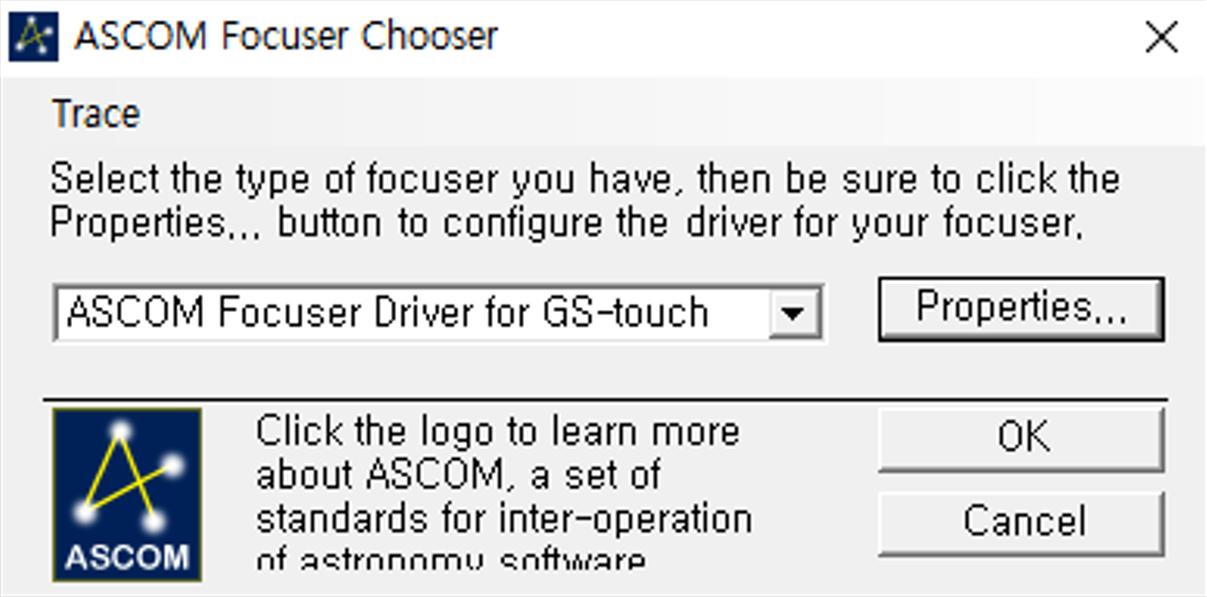 ASCOM Focuser Chooser
Trace
Select the type of focuser you have, then be sure to click the
Properties... button to configure the driver for your focuser.
ASCOM Focuser Driver for GS-touch
Properties...
Click the logo to learn more
about ASCOM, a set of
standards for inter-operation
of astronomy software
OK
Cancel
ASCOM